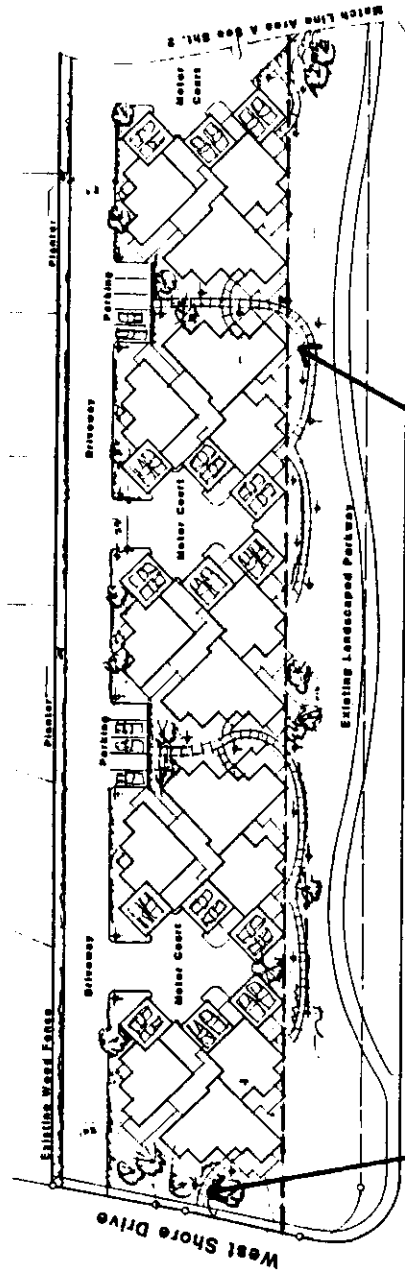 Match Line Area A See Sht. 2
Motor
Court
Planter
Parking
Driveway
Motor Court
Existing Landscaped Parkway
Planter
Parking
Existing Wood Fence
Driveway
Motor Court
West Shore Drive